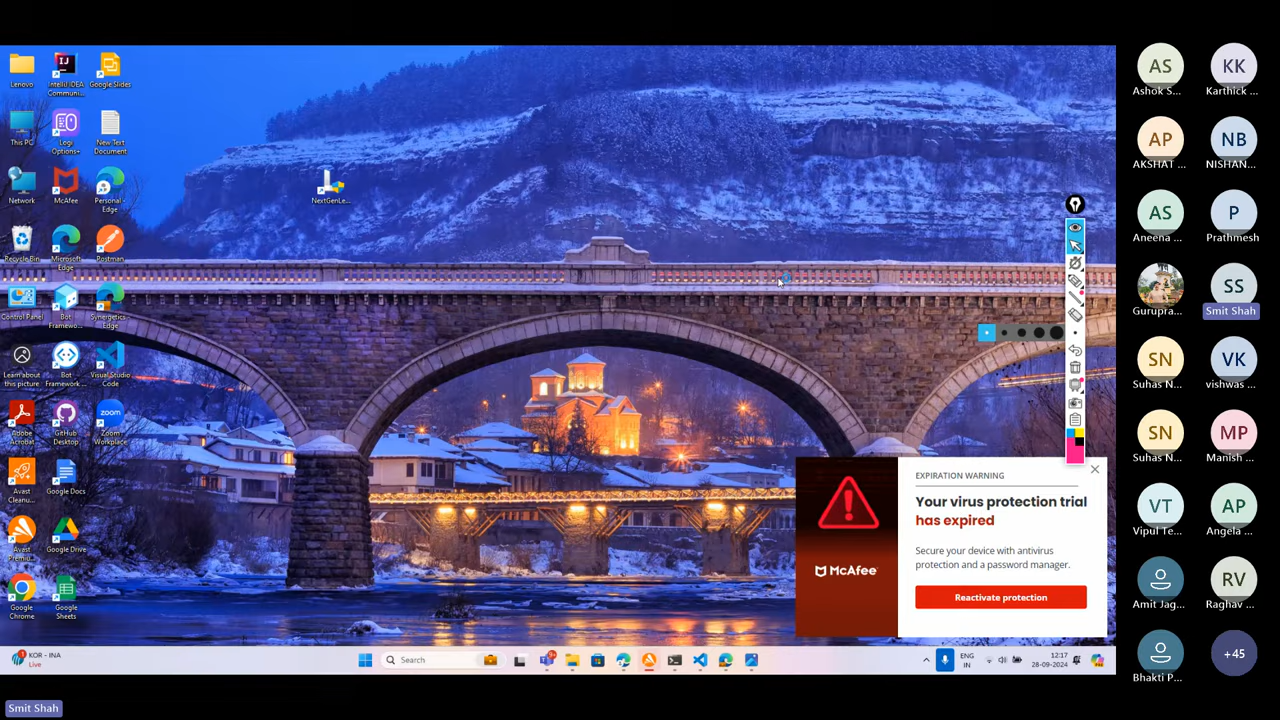 Lenovo
IntelliJ IDEA
Communi...
Google Slides
This PC
Logi
Options+
New Text
Document
Network
McAfee
Personal -
Edge
NextGenLe...
Recycle Bin
Microsoft
Edge
Postman
Control Panel
Bot
Framewo...
Synergetics -
Edge
Learn about
this picture
Bot
Framework ...
Visual Studio
Code
Adobe
Acrobat
GitHub
Desktop
zoom
Zoom
Workplace
Avast
Cleanu...
Google Docs
Avast
Premiu...
Google Drive
Google
Chrome
Google
Sheets
EXPIRATION WARNING
Your virus protection trial
has expired
Secure your device with antivirus
protection and a password manager.
McAfee
Reactivate protection
KOR - INA
Live
Search
ENG
IN
12:17
28-09-2024
Smit Shah
AS
Ashok S...
KK
Karthick ...
AP
AKSHAT ...
NB
NISHAN...
AS
Aneena ...
P
Prathmesh
Gurupra...
SS
Smit Shah
SN
Suhas N...
VK
vishwas ...
SN
Suhas N...
MP
Manish ...
VT
Vipul Te...
AP
Angela ...
Amit Jag...
RV
Raghav ...
Bhakti P...
+45